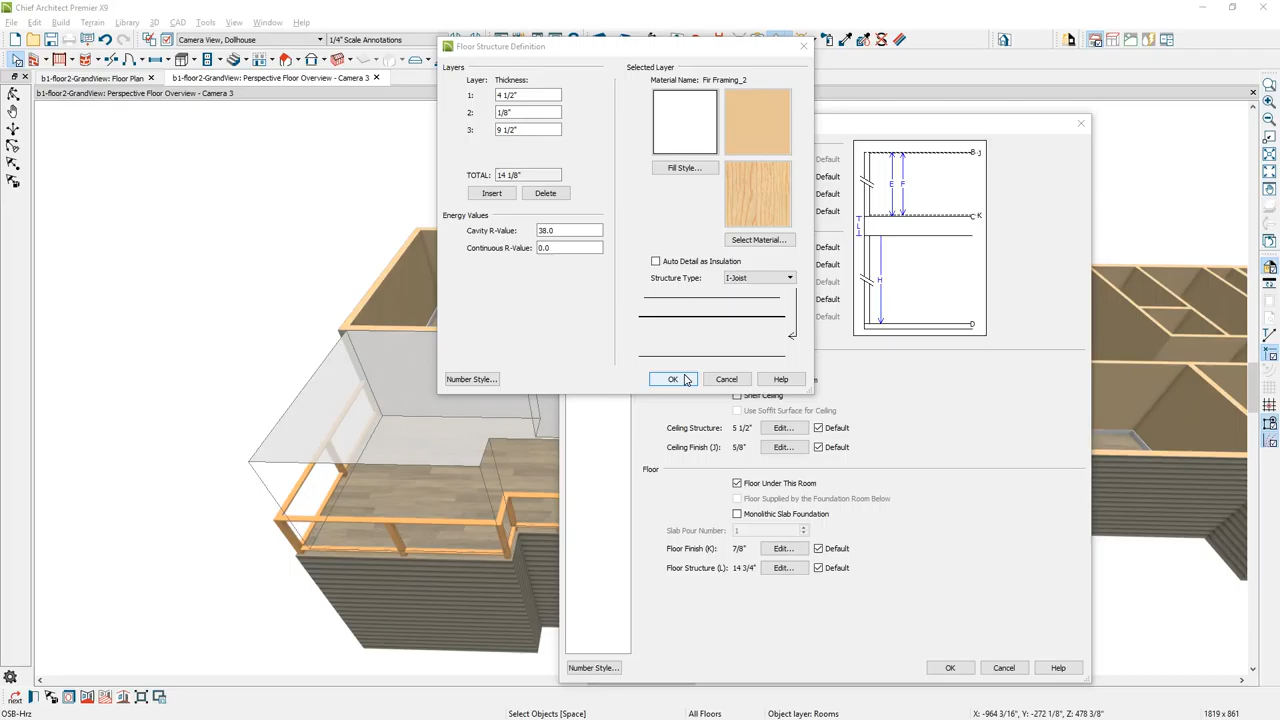 Chief Architect Premier X9
File Edit Build Terrain Library 3D CAD Tools View Window Help
Camera View, Dollhouse
1/4" Scale Annotations
b1-floor2-GrandView: Floor Plan
b1-floor2-GrandView: Perspective Floor Overview - Camera 3
b1-floor2-GrandView: Perspective Floor Overview - Camera 3
Floor Structure Definition
Layers
Layer: Thickness:
1: 4 1/2"
2: 1/8"
3: 9 1/2"
TOTAL: 14 1/8"
Insert Delete
Energy Values
Cavity R-Value: 38.0
Continuous R-Value: 0.0
Number Style...
Selected Layer
Material Name: Fir Framing_2
Fill Style...
Select Material...
Auto Detail as Insulation
Structure Type: I-Joist
OK Cancel Help
Default
Default
Default
Default
Default
Default
Default
Default
Default
B-J
E F
C K
L
H
D
Shelf Ceiling
Use Soffit Surface for Ceiling
Ceiling Structure: 5 1/2" Edit... Default
Ceiling Finish (J): 5/8" Edit... Default
Floor
Floor Under This Room
Floor Supplied by the Foundation Room Below
Monolithic Slab Foundation
Slab Pour Number: 1
Floor Finish (K): 7/8" Edit... Default
Floor Structure (L): 14 3/4" Edit... Default
Number Style... OK Cancel Help
next
OSB-Hrz Select Objects [Space] All Floors Object layer: Rooms X: -964 3/16", Y: -272 1/8", Z: 478 3/8" 1819 x 861